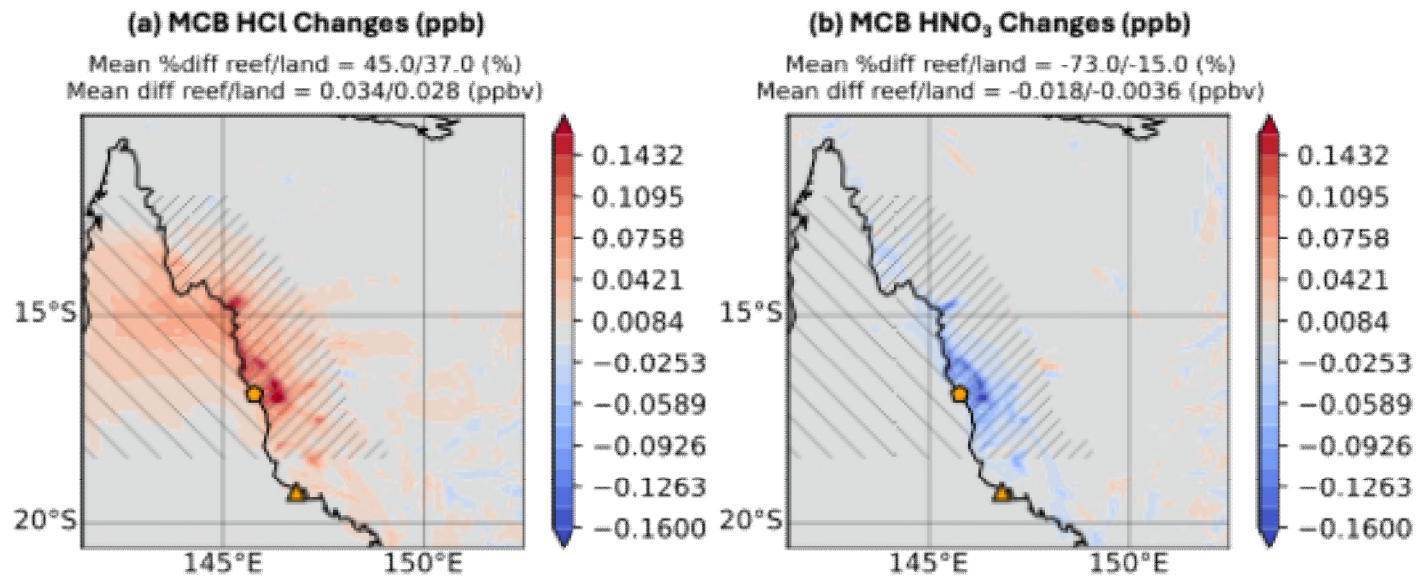 (a) MCB HCl Changes (ppb)
Mean %diff reef/land = 45.0/37.0 (%)
Mean diff reef/land = 0.034/0.028 (ppbv)
0.1432
0.1095
0.0758
0.0421
0.0084
−0.0253
−0.0589
−0.0926
−0.1263
−0.1600
15°S
20°S
145°E
150°E
(b) MCB HNO₃ Changes (ppb)
Mean %diff reef/land = -73.0/-15.0 (%)
Mean diff reef/land = -0.018/-0.0036 (ppbv)
0.1432
0.1095
0.0758
0.0421
0.0084
−0.0253
−0.0589
−0.0926
−0.1263
−0.1600
15°S
20°S
145°E
150°E